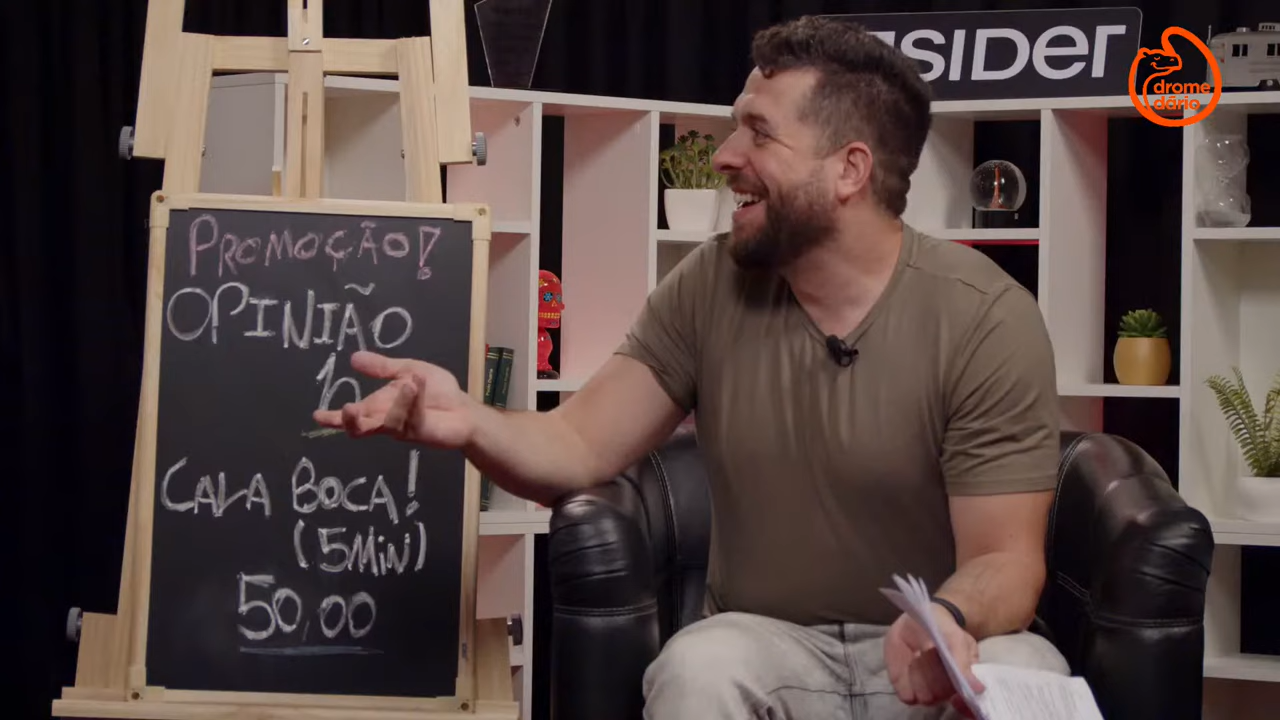 PROMOÇÃO!
OPINIÃO
CALA BOCA!
(5MIN)
50,00
SIDER
drome
dário